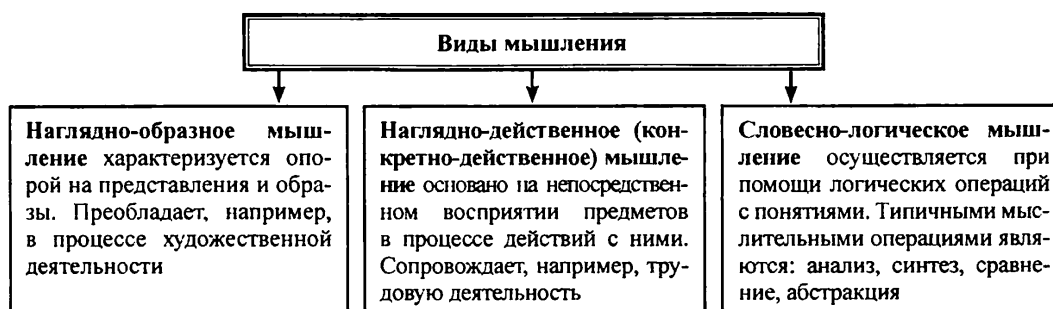 Виды мышления
Наглядно-образное мыш-
ление характеризуется опо-
рой на представления и обра-
зы. Преобладает, например,
в процессе художественной
деятельности
Наглядно-действенное (кон-
кретно-действенное) мышле-
ние основано на непосредствен-
ном восприятии предметов
в процессе действий с ними.
Сопровождает, например, тру-
довую деятельность
Словесно-логическое мыш-
ление осуществляется при
помощи логических операций
с понятиями. Типичными мыс-
лительными операциями явля-
ются: анализ, синтез, сравне-
ние, абстракция